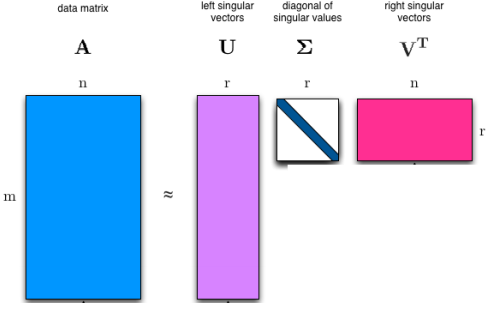 data matrix
left singular
vectors
diagonal of
singular values
right singular
vectors
A
U
Σ
V^T
n
r
r
n
m
≈
r